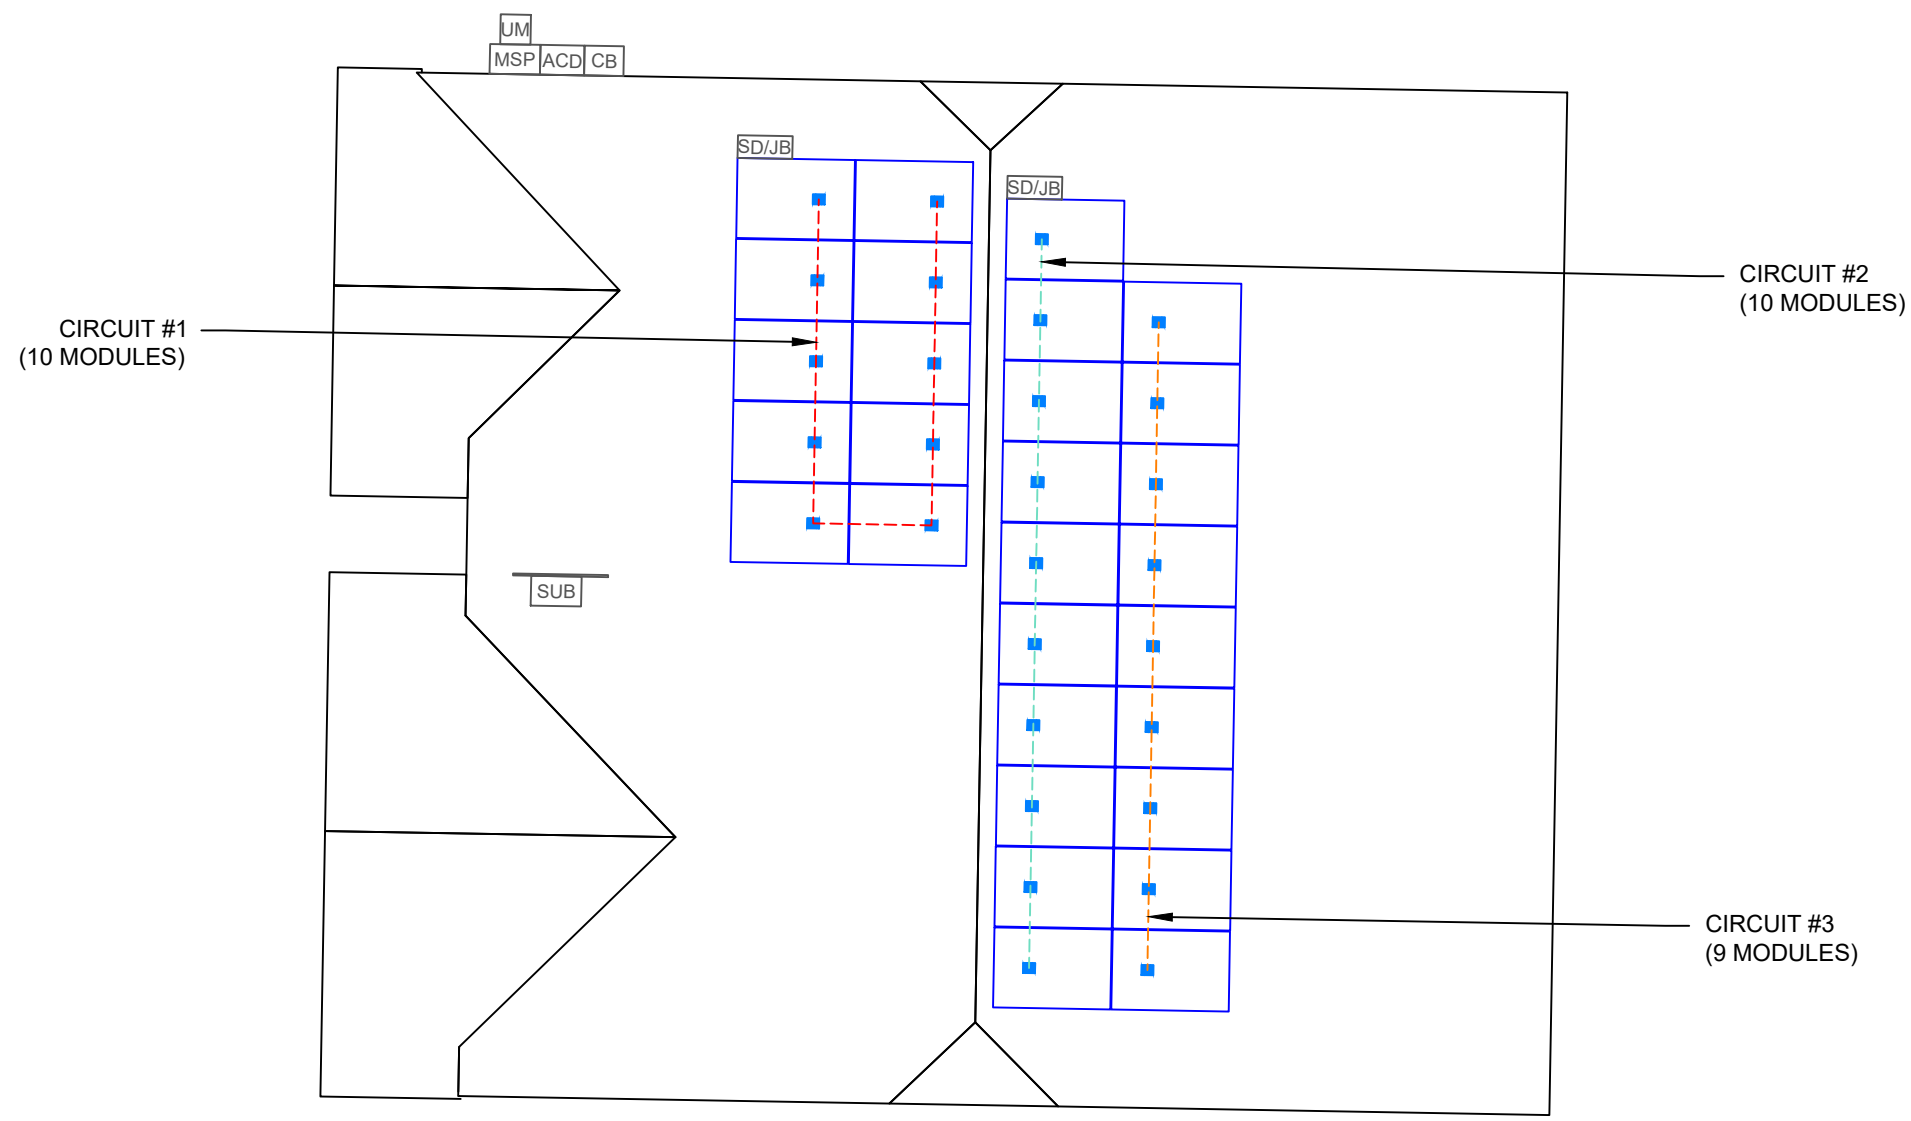 UM
MSP ACD CB
SD/JB
SD/JB
CIRCUIT #2
(10 MODULES)
CIRCUIT #1
(10 MODULES)
SUB
CIRCUIT #3
(9 MODULES)